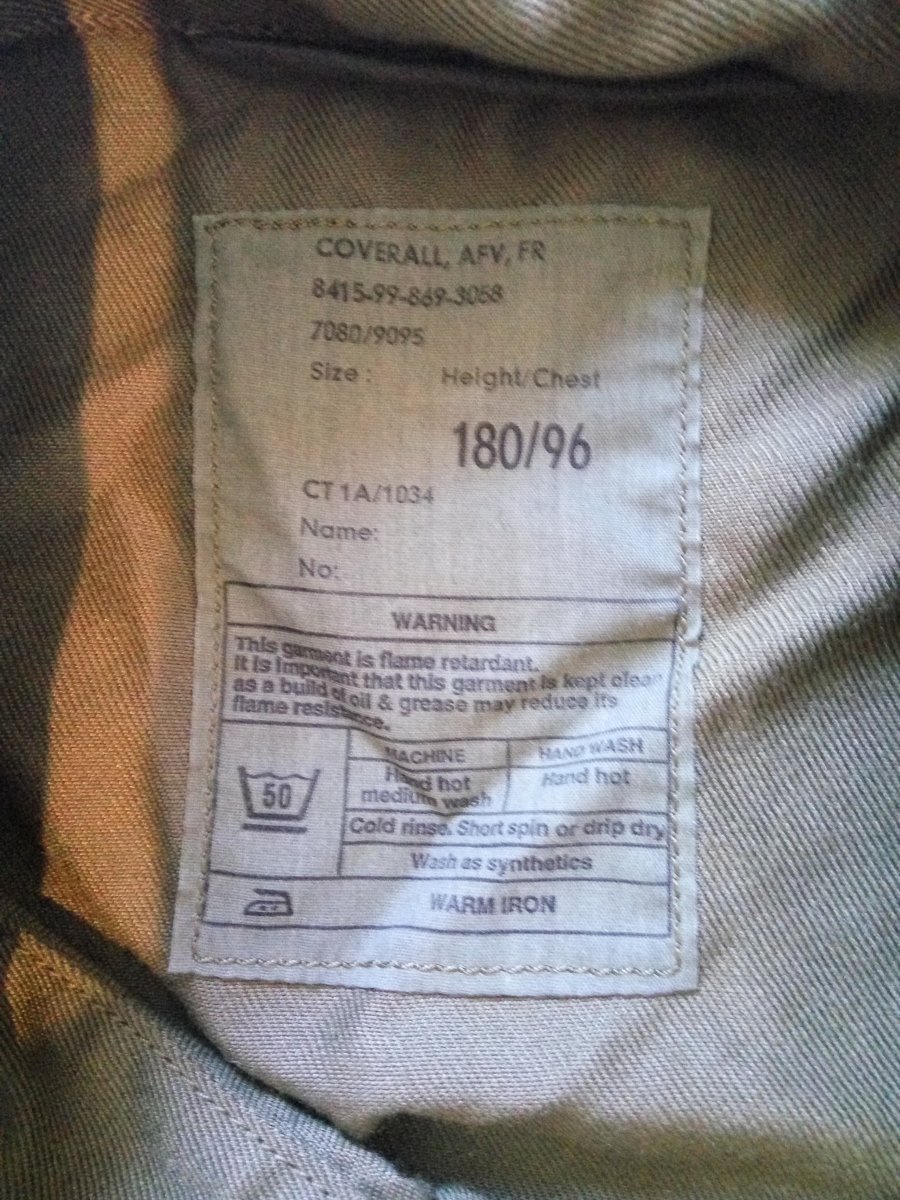 COVERALL, AFV, FR
8415-99-869-3058
7080/9095
Size : Height/Chest
180/96
CT 1A/1034
Name:
No:
WARNING
This garment is flame retardant.
It is Important that this garment is kept clean
as a build of oil & grease may reduce its
flame resistance.
50
MACHINE HAND WASH
Hand hot Hand hot
medium wash
Cold rinse. Short spin or drip dry
Wash as synthetics
WARM IRON